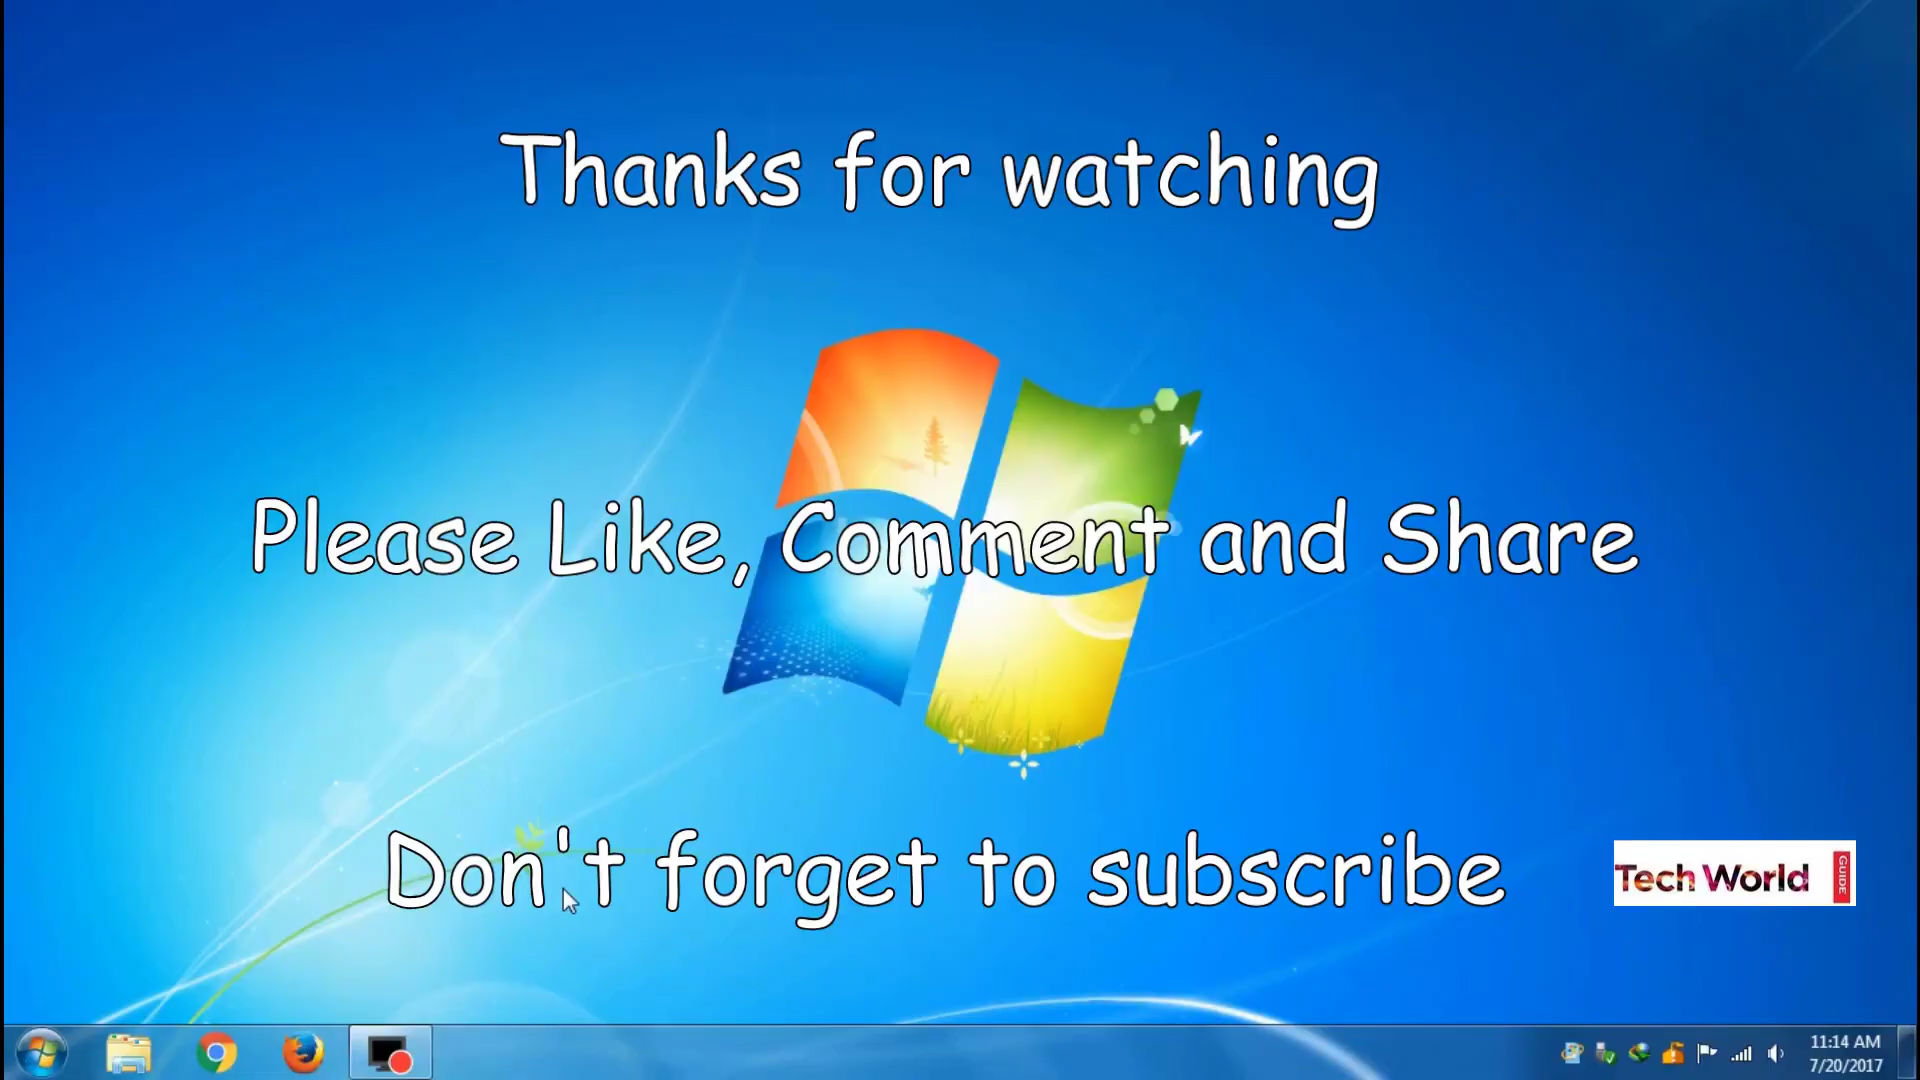 Thanks for watching
Please Like, Comment and Share
Don't forget to subscribe
Tech World
GUIDE
11:14 AM
7/20/2017